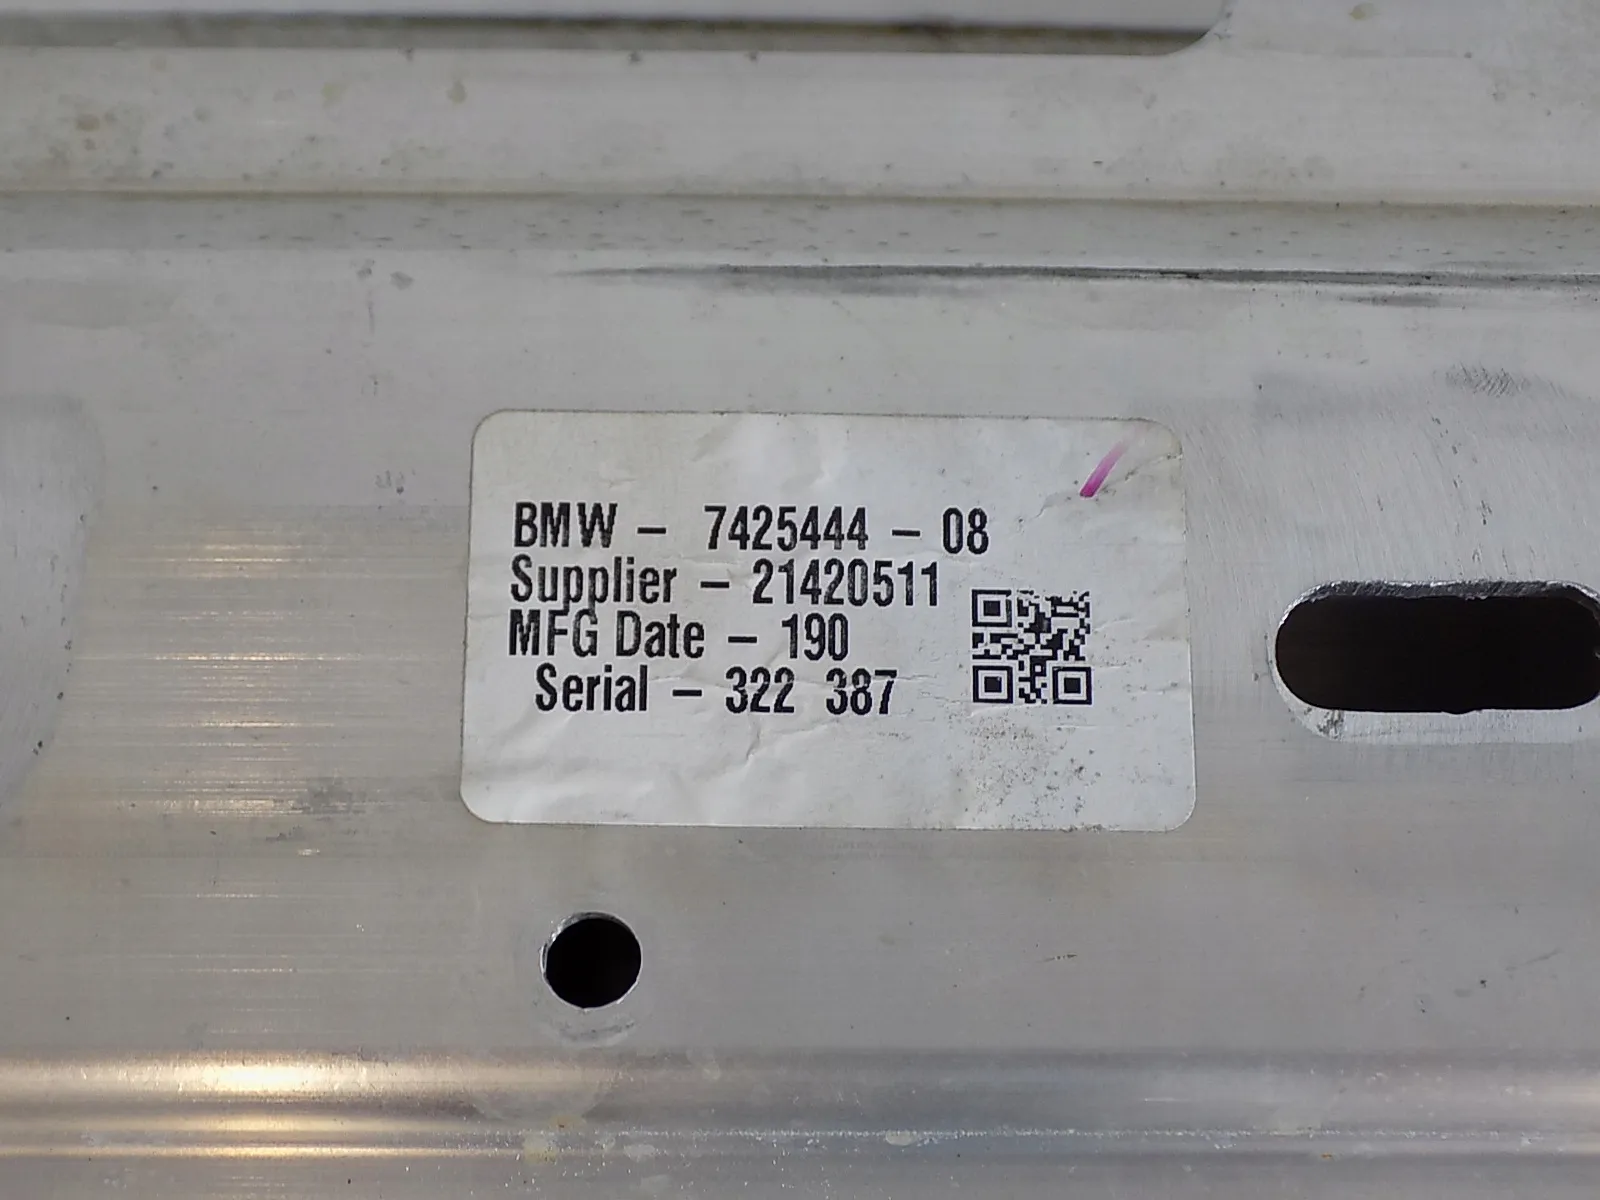 BMW - 7425444 - 08
Supplier - 21420511
MFG Date - 190
Serial - 322 387